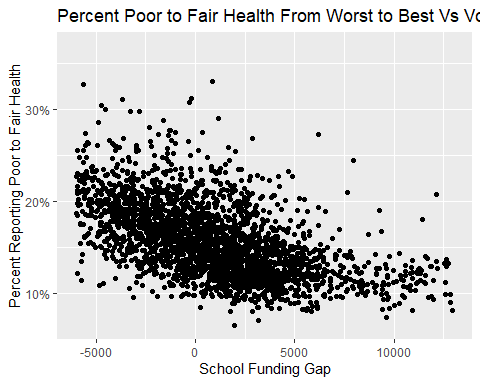 Percent Poor to Fair Health From Worst to Best Vs
Percent Reporting Poor to Fair Health
30%
20%
10%
-5000 0 5000 10000
School Funding Gap